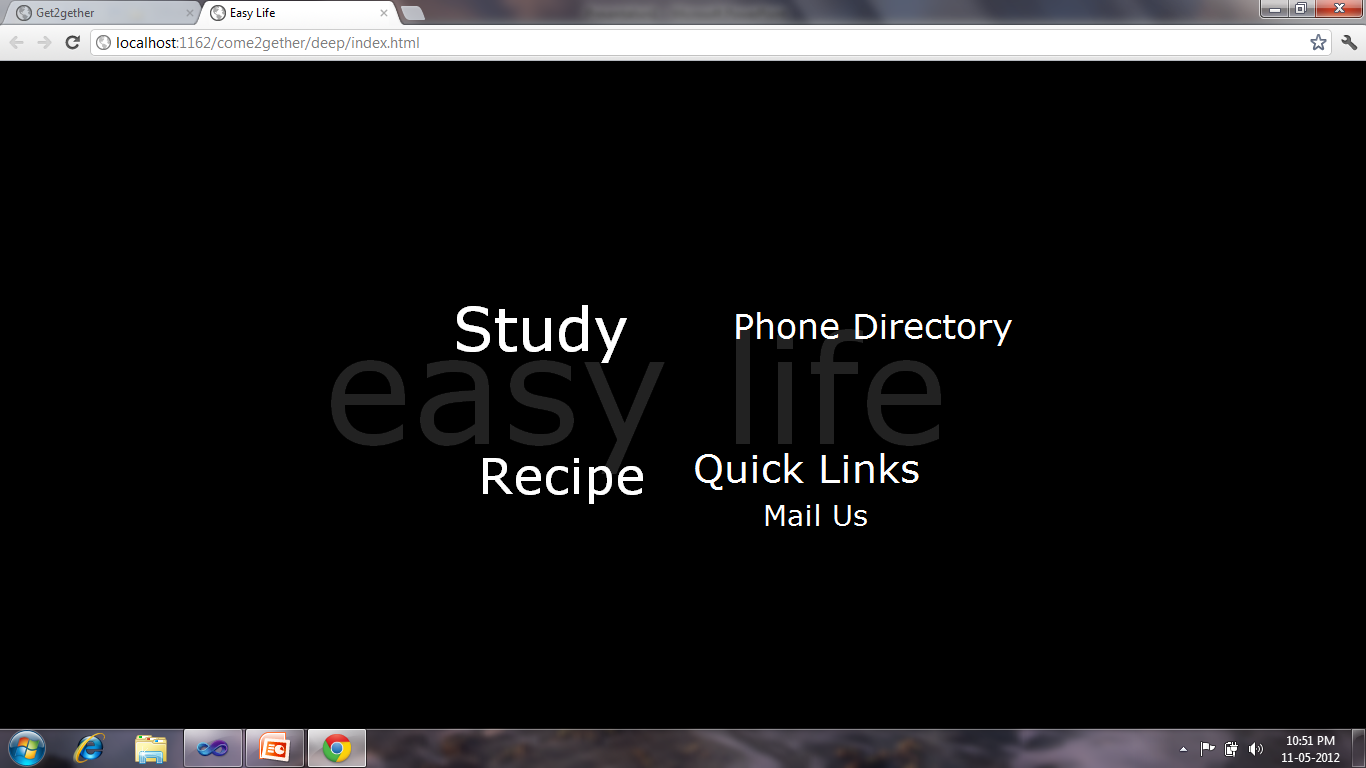 Get2gether
Easy Life
localhost:1162/come2gether/deep/index.html
Study
Phone Directory
easy life
Recipe
Quick Links
Mail Us
10:51 PM
11-05-2012